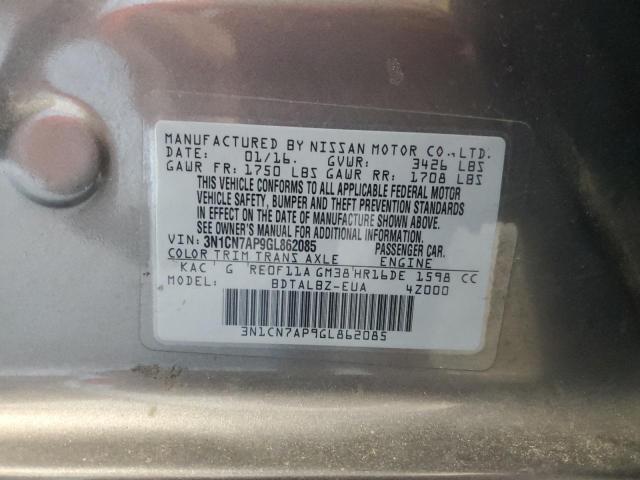 MANUFACTURED BY NISSAN MOTOR CO., LTD.
DATE: 01/16. GVWR: 3426 LBS
GAWR FR: 1750 LBS GAWR RR: 1708 LBS
THIS VEHICLE CONFORMS TO ALL APPLICABLE FEDERAL MOTOR
VEHICLE SAFETY, BUMPER AND THEFT PREVENTION STANDARDS
IN EFFECT ON THE DATE OF MANUFACTURE SHOWN ABOVE.
SEE OWNER'S MANUAL FOR ADDITIONAL INFORMATION.
VIN: 3N1CN7AP9GL862085 PASSENGER CAR.
COLOR TRIM TRANS AXLE ENGINE
KAC G RE0F11A GM38 HR16DE 1598 CC
MODEL: BDTALBZ-EUA 4Z000
3N1CN7AP9GL862085